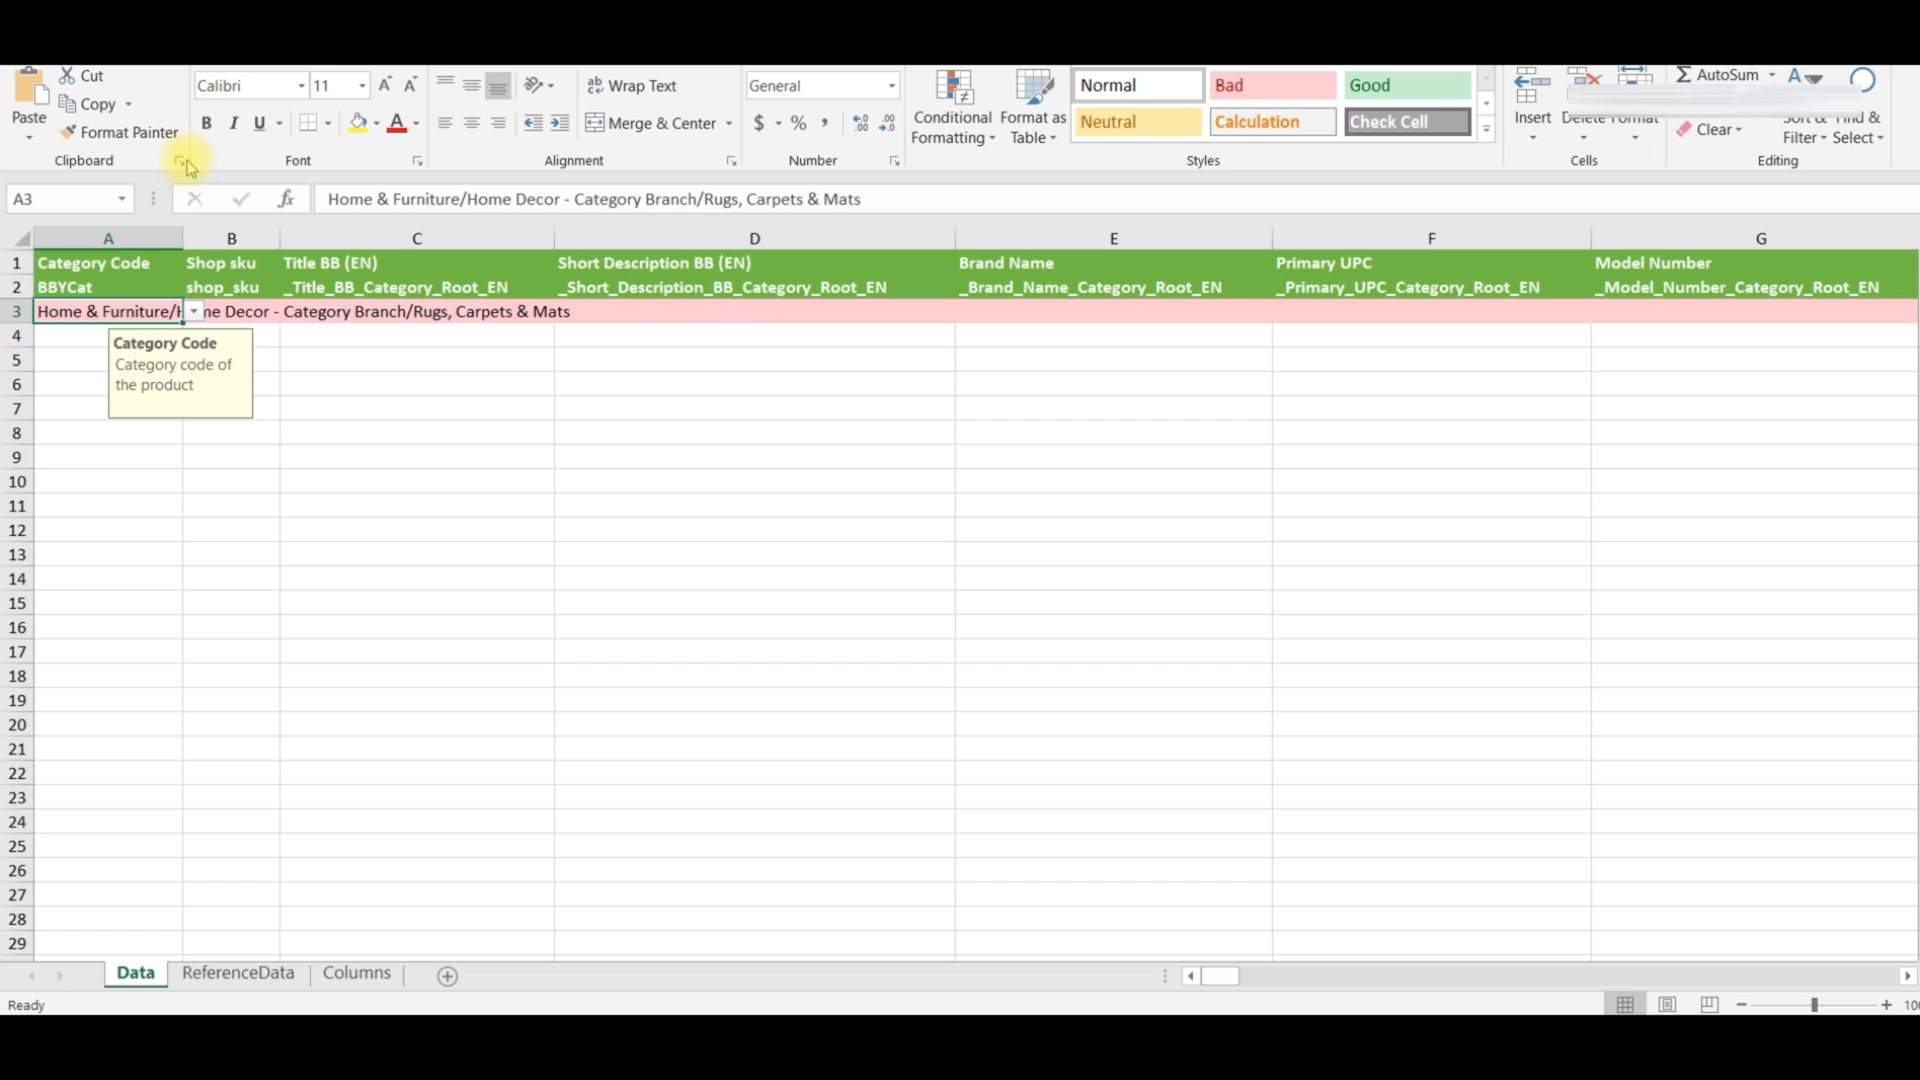 Cut
Calibri 11 Wrap Text General Normal Bad Good AutoSum
Copy
Paste Conditional Format as Insert Delete Format
Format Painter B I U Merge & Center $ % Formatting Table Neutral Calculation Check Cell Clear Filter Select
Clipboard Font Alignment Number Styles Cells Editing
A3 fx Home & Furniture/Home Decor - Category Branch/Rugs, Carpets & Mats
A B C D E F G
1 Category Code Shop sku Title BB (EN) Short Description BB (EN) Brand Name Primary UPC Model Number
2 BBYCat shop_sku _Title_BB_Category_Root_EN _Short_Description_BB_Category_Root_EN _Brand_Name_Category_Root_EN _Primary_UPC_Category_Root_EN _Model_Number_Category_Root_EN
3 Home & Furniture/H me Decor - Category Branch/Rugs, Carpets & Mats
4 Category Code
5 Category code of
6 the product
7
8
9
10
11
12
13
14
15
16
17
18
19
20
21
22
23
24
25
26
27
28
29
Data ReferenceData Columns
Ready